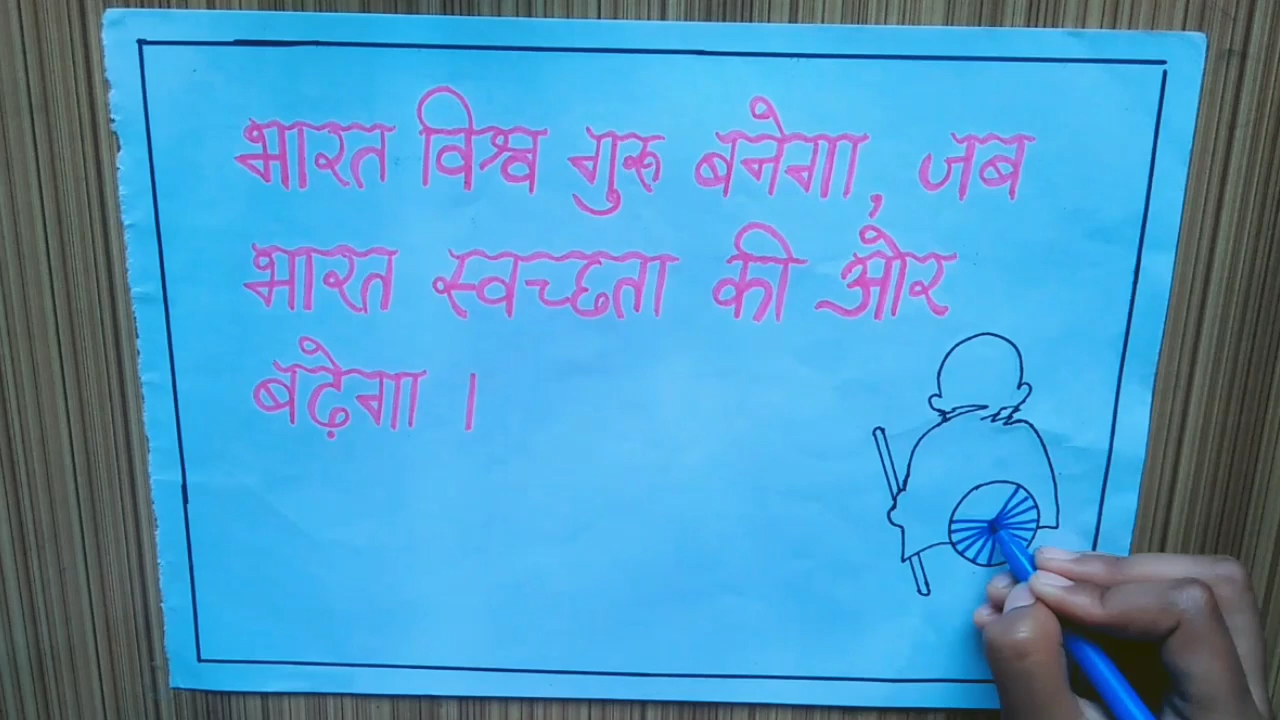 भारत विश्व गुरू बनेगा, जब
भारत स्वच्छता की ओर
बढ़ेगा ।